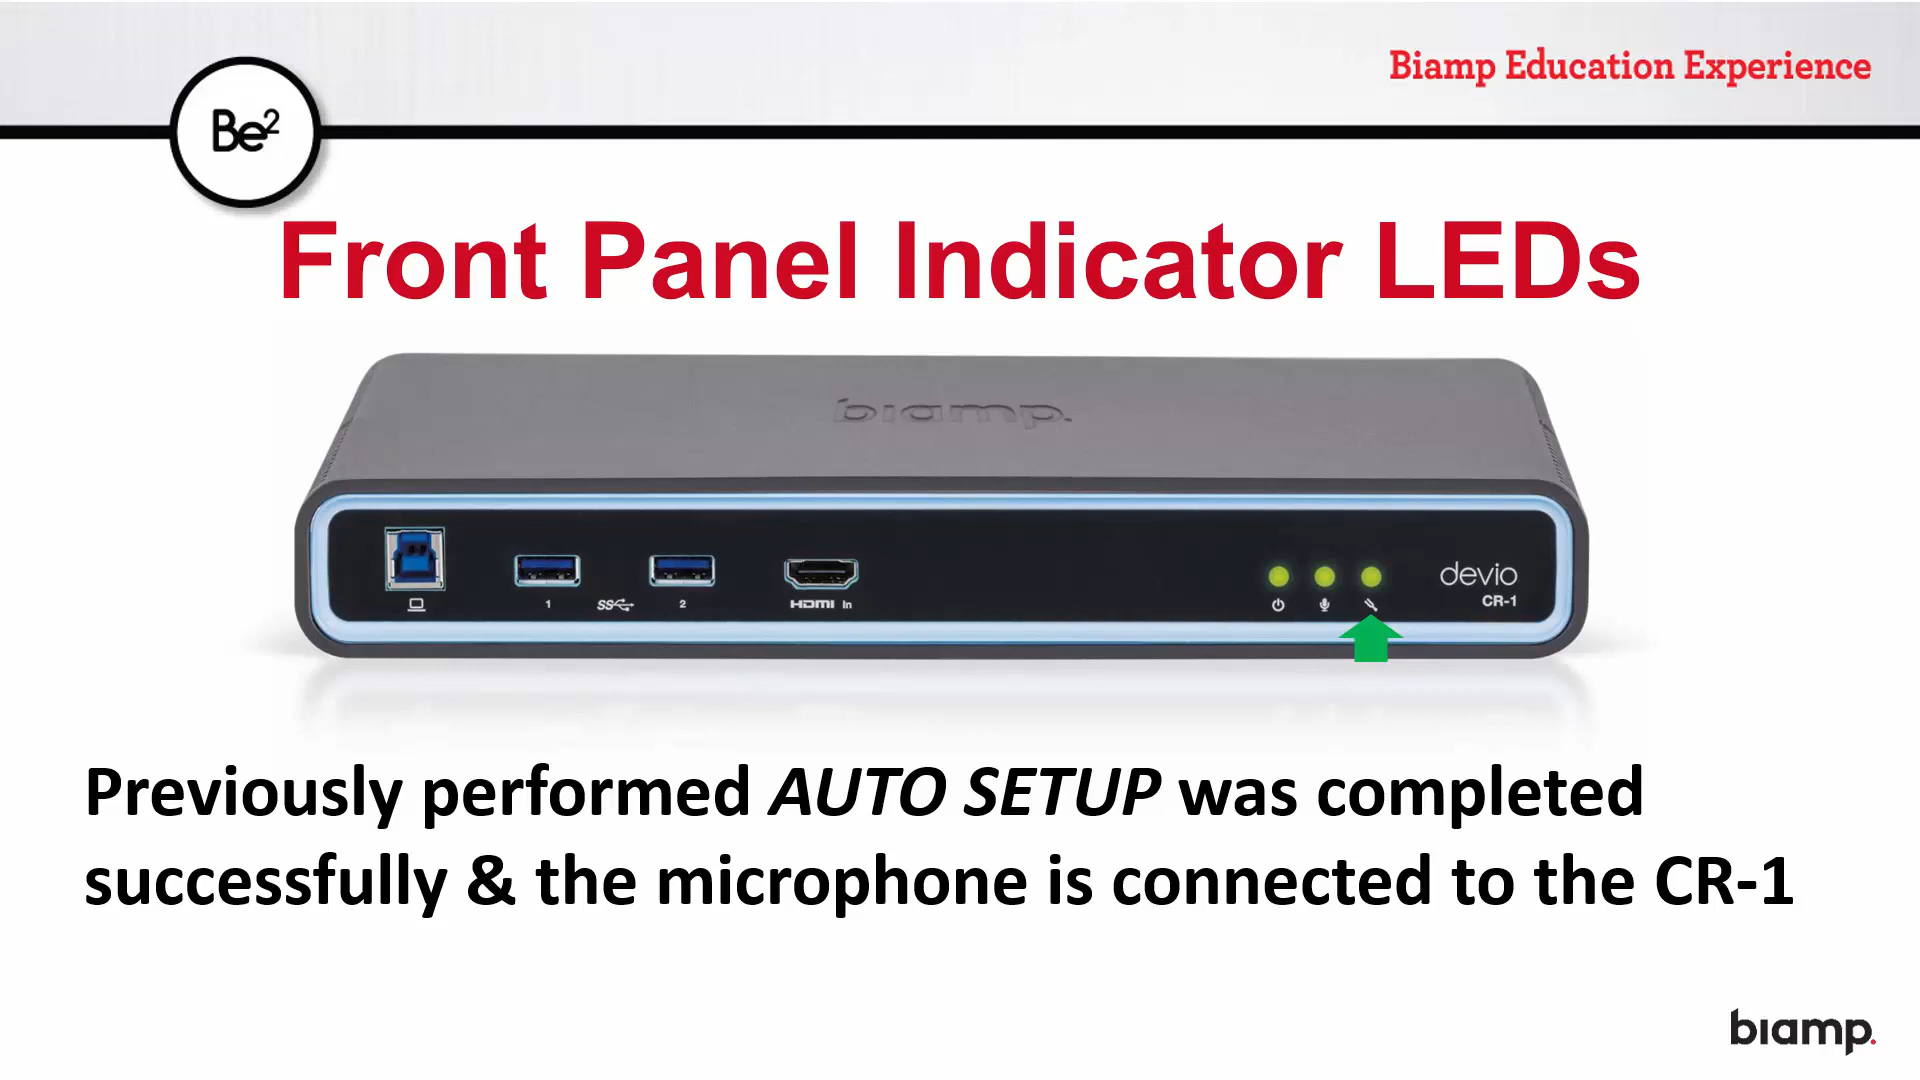 Biamp Education Experience
Be²
Front Panel Indicator LEDs
biamp.
devio
1
SS
2
HDMI In
CR-1
Previously performed AUTO SETUP was completed
successfully & the microphone is connected to the CR-1
biamp.